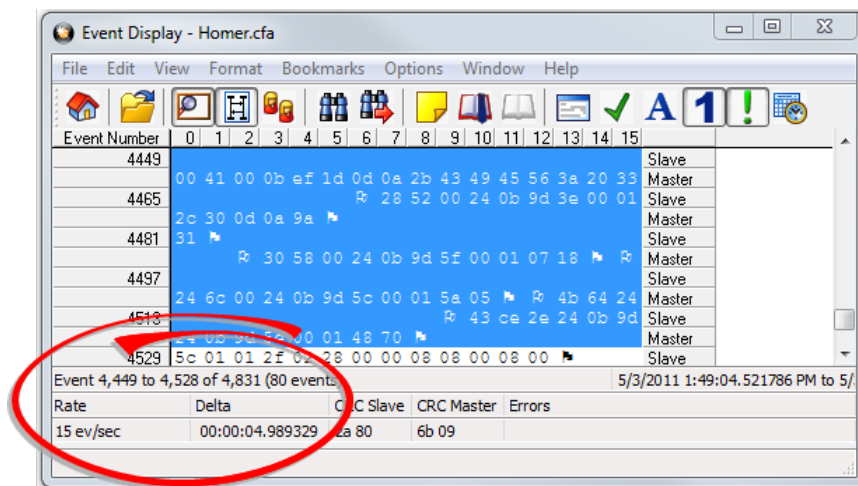 Event Display - Homer.cfa
File Edit View Format Bookmarks Options Window Help
Event Number 0 1 2 3 4 5 6 7 8 9 10 11 12 13 14 15
4449 Slave
00 41 00 0b ef 1d 0d 0a 2b 43 49 45 56 3a 20 33 Master
4465 28 52 00 24 0b 9d 3e 00 01 Slave
2c 30 0d 0a 9a Master
4481 31 Slave
30 58 00 24 0b 9d 5f 00 01 07 18 Master
4497 Slave
24 6c 00 24 0b 9d 5c 00 01 5a 05 4b 64 24 Master
4513 43 ce 2e 24 0b 9d Slave
24 0b 9d 00 01 48 70 Master
4529 5c 01 01 2f 28 00 00 08 08 00 08 00 Slave
Event 4,449 to 4,528 of 4,831 (80 events 5/3/2011 1:49:04.521786 PM to 5/
Rate Delta CRC Slave CRC Master Errors
15 ev/sec 00:00:04.989329 2a 80 6b 09